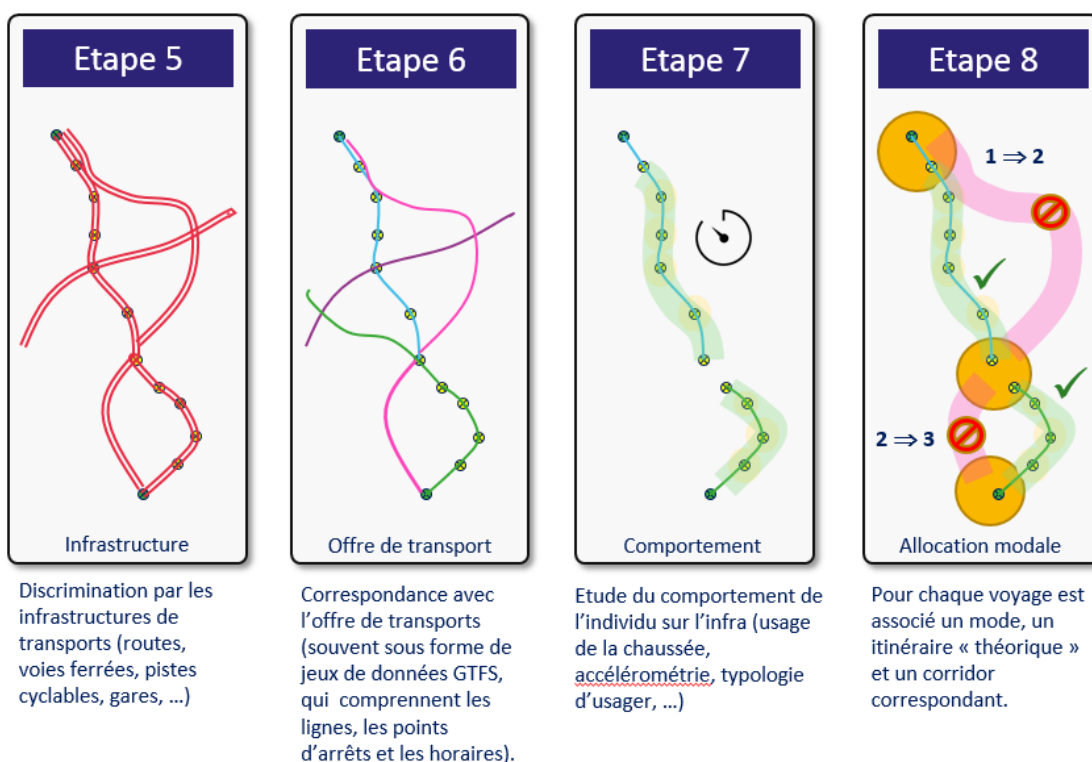 Etape 5
Etape 6
Etape 7
Etape 8
1 ⇒ 2
2 ⇒ 3
Infrastructure
Offre de transport
Comportement
Allocation modale
Discrimination par les
infrastructures de
transports (routes,
voies ferrées, pistes
cyclables, gares, ...)
Correspondance avec
l'offre de transports
(souvent sous forme de
jeux de données GTFS,
qui comprennent les
lignes, les points
d'arrêts et les horaires).
Etude du comportement de
l'individu sur l'infra (usage
de la chaussée,
accélérométrie, typologie
d'usager, ...)
Pour chaque voyage est
associé un mode, un
itinéraire « théorique »
et un corridor
correspondant.